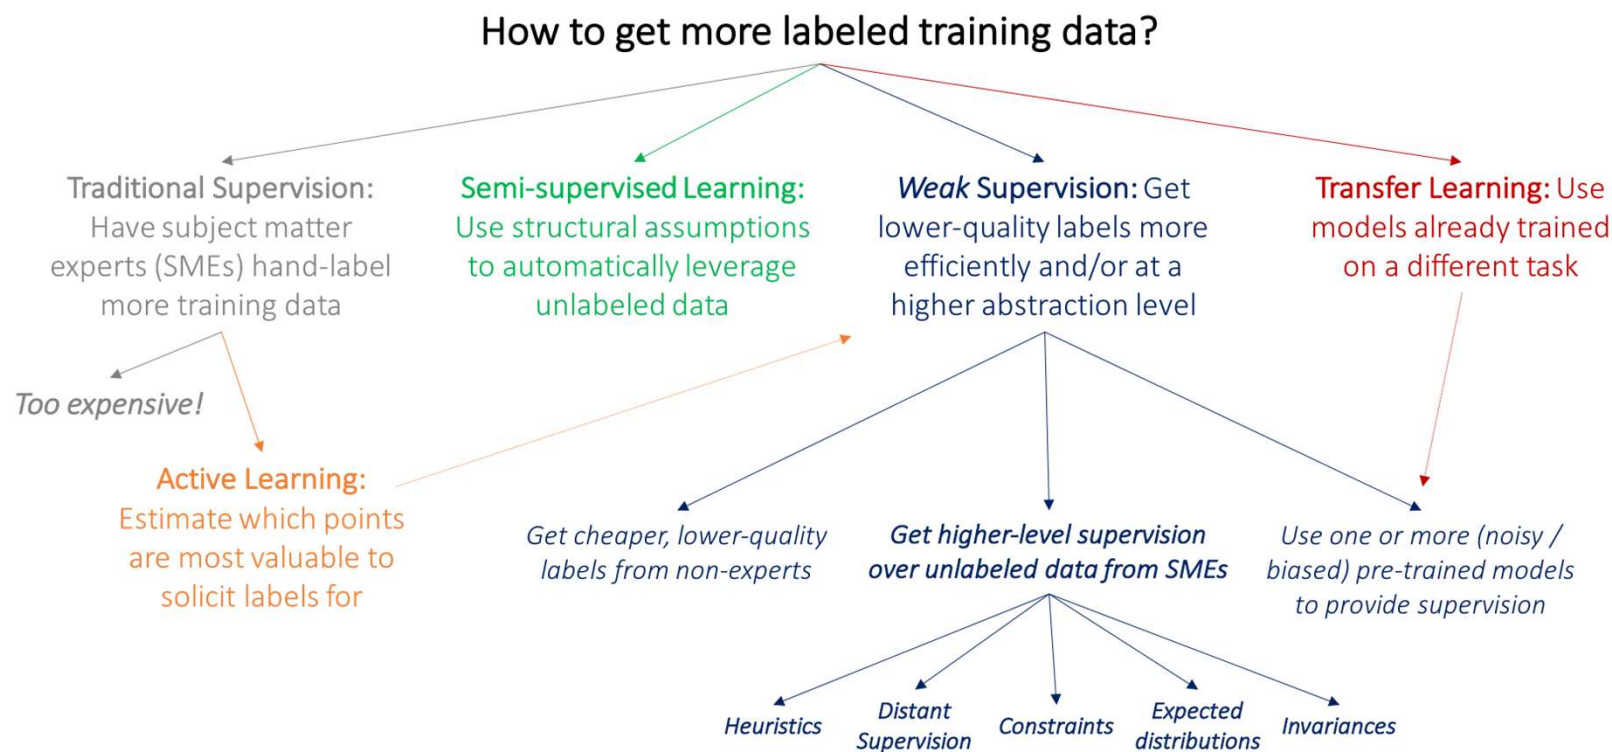 How to get more labeled training data?
Traditional Supervision:
Have subject matter
experts (SMEs) hand-label
more training data
Semi-supervised Learning:
Use structural assumptions
to automatically leverage
unlabeled data
Weak Supervision: Get
lower-quality labels more
efficiently and/or at a
higher abstraction level
Transfer Learning: Use
models already trained
on a different task
Too expensive!
Active Learning:
Estimate which points
are most valuable to
solicit labels for
Get cheaper, lower-quality
labels from non-experts
Get higher-level supervision
over unlabeled data from SMEs
Use one or more (noisy /
biased) pre-trained models
to provide supervision
Heuristics
Distant
Supervision
Constraints
Expected
distributions
Invariances